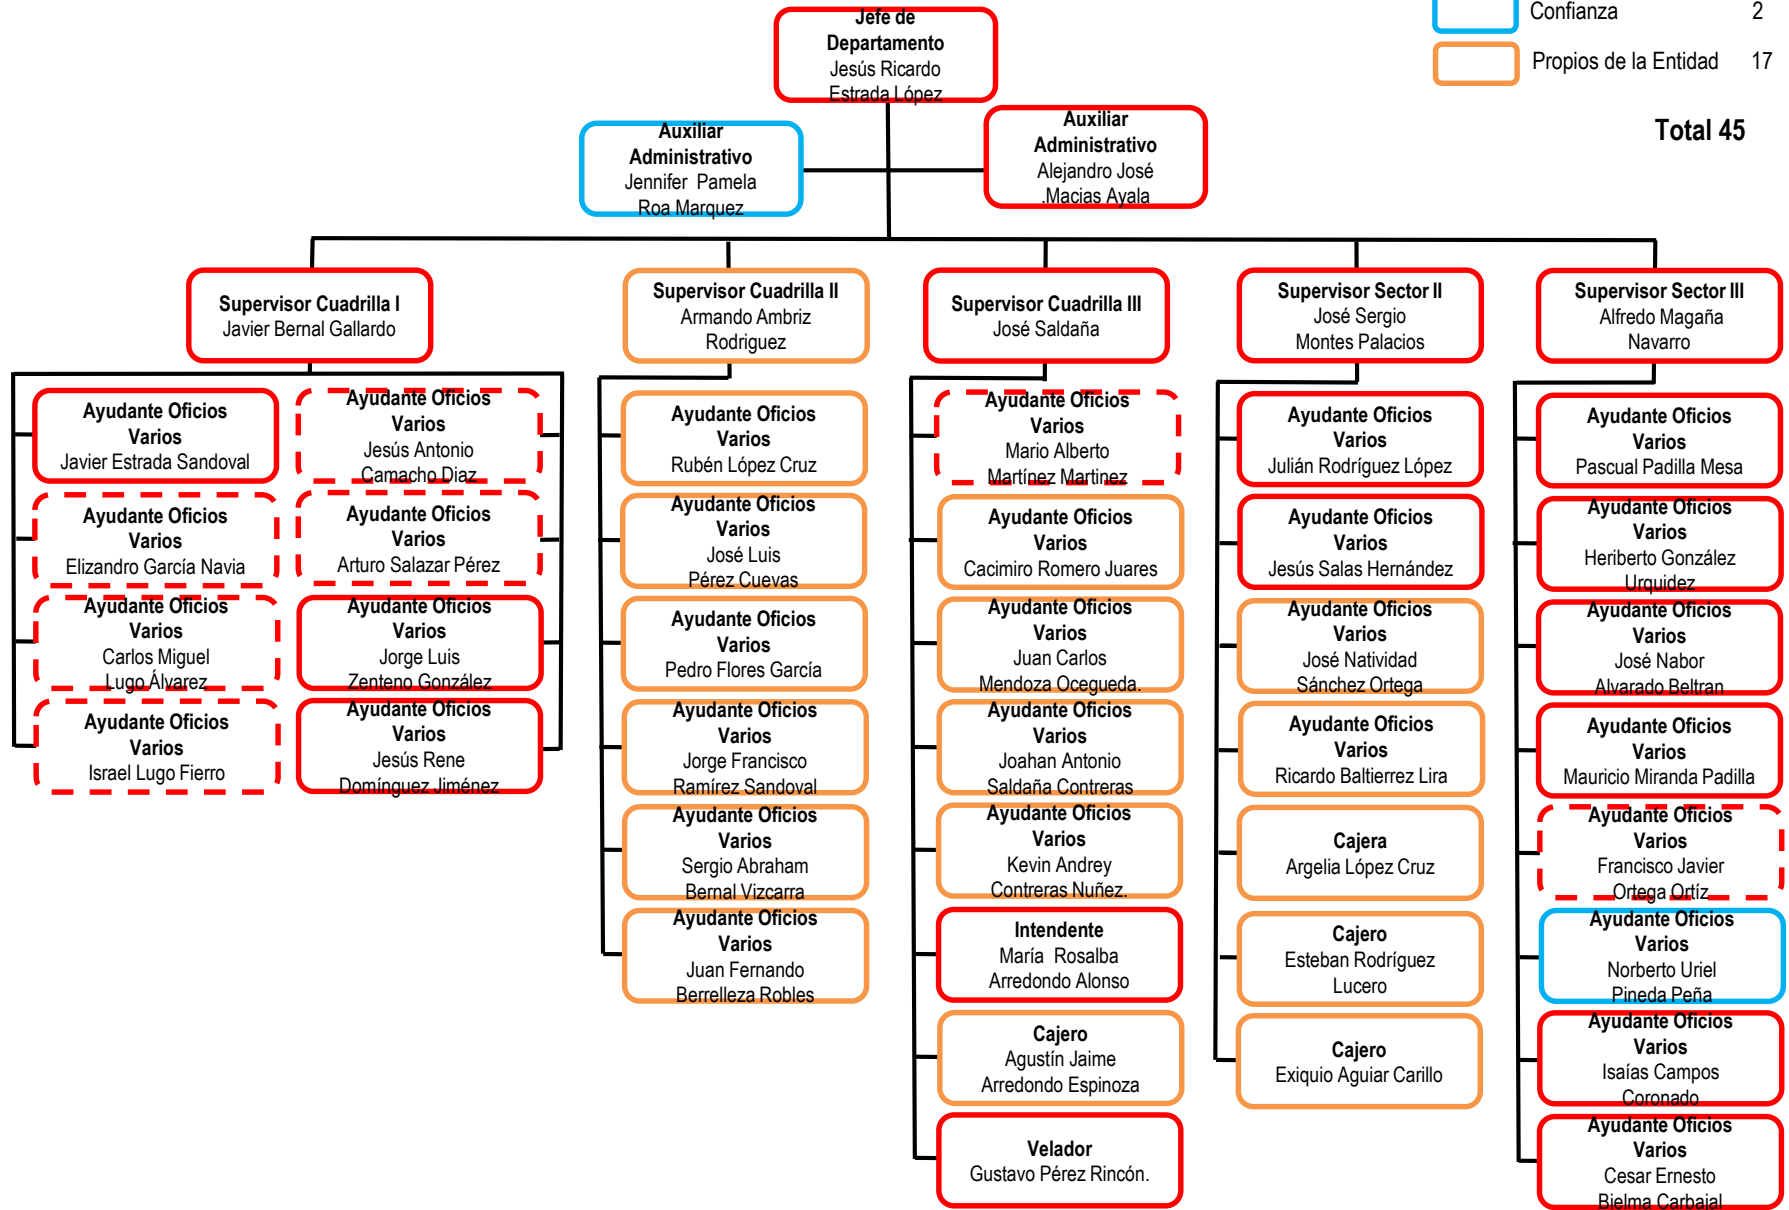 Confianza 2
Propios de la Entidad 17
Total 45
Jefe de
Departamento
Jesús Ricardo
Estrada López
Auxiliar
Administrativo
Jennifer Pamela
Roa Marquez
Auxiliar
Administrativo
Alejandro José
.Macias Ayala
Supervisor Cuadrilla I
Javier Bernal Gallardo
Supervisor Cuadrilla II
Armando Ambriz
Rodriguez
Supervisor Cuadrilla III
José Saldaña
Supervisor Sector II
José Sergio
Montes Palacios
Supervisor Sector III
Alfredo Magaña
Navarro
Ayudante Oficios
Varios
Javier Estrada Sandoval
Ayudante Oficios
Varios
Elizandro García Navia
Ayudante Oficios
Varios
Carlos Miguel
Lugo Álvarez
Ayudante Oficios
Varios
Israel Lugo Fierro
Ayudante Oficios
Varios
Jesús Antonio
Camacho Diaz
Ayudante Oficios
Varios
Arturo Salazar Pérez
Ayudante Oficios
Varios
Jorge Luis
Zenteno González
Ayudante Oficios
Varios
Jesús Rene
Domínguez Jiménez
Ayudante Oficios
Varios
Rubén López Cruz
Ayudante Oficios
Varios
José Luis
Pérez Cuevas
Ayudante Oficios
Varios
Pedro Flores García
Ayudante Oficios
Varios
Jorge Francisco
Ramírez Sandoval
Ayudante Oficios
Varios
Sergio Abraham
Bernal Vizcarra
Ayudante Oficios
Varios
Juan Fernando
Berrelleza Robles
Ayudante Oficios
Varios
Mario Alberto
Martínez Martinez
Ayudante Oficios
Varios
Cacimiro Romero Juares
Ayudante Oficios
Varios
Juan Carlos
Mendoza Ocegueda.
Ayudante Oficios
Varios
Joahan Antonio
Saldaña Contreras
Ayudante Oficios
Varios
Kevin Andrey
Contreras Nuñez.
Intendente
María Rosalba
Arredondo Alonso
Cajero
Agustín Jaime
Arredondo Espinoza
Velador
Gustavo Pérez Rincón.
Ayudante Oficios
Varios
Julián Rodríguez López
Ayudante Oficios
Varios
Jesús Salas Hernández
Ayudante Oficios
Varios
José Natividad
Sánchez Ortega
Ayudante Oficios
Varios
Ricardo Baltierrez Lira
Cajera
Argelia López Cruz
Cajero
Esteban Rodríguez
Lucero
Cajero
Exiquio Aguiar Carillo
Ayudante Oficios
Varios
Pascual Padilla Mesa
Ayudante Oficios
Varios
Heriberto González
Urquidez
Ayudante Oficios
Varios
José Nabor
Alvarado Beltran
Ayudante Oficios
Varios
Mauricio Miranda Padilla
Ayudante Oficios
Varios
Francisco Javier
Ortega Ortíz
Ayudante Oficios
Varios
Norberto Uriel
Pineda Peña
Ayudante Oficios
Varios
Isaías Campos
Coronado
Ayudante Oficios
Varios
Cesar Ernesto
Bielma Carbajal